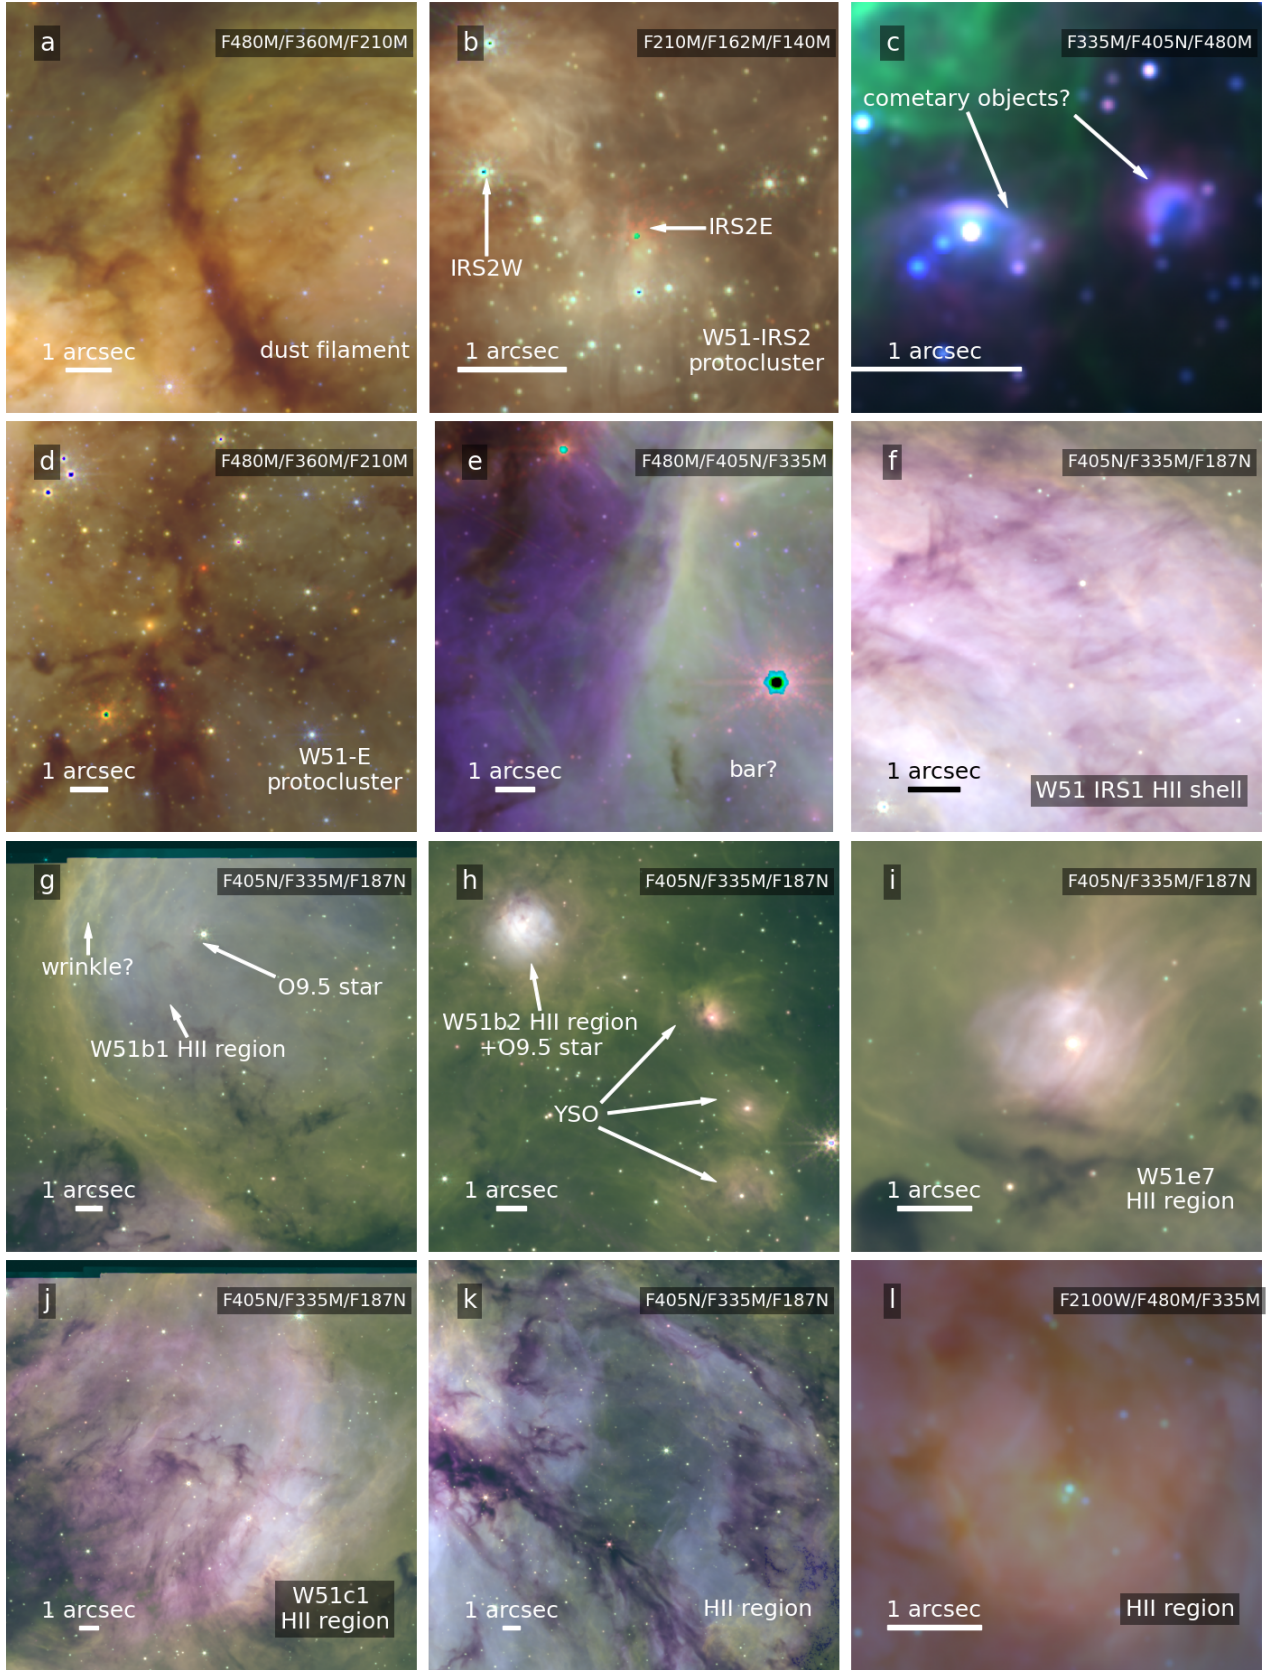 a
F480M/F360M/F210M
1 arcsec
dust filament
b
F210M/F162M/F140M
IRS2W
IRS2E
1 arcsec
W51-IRS2
protocluster
c
F335M/F405N/F480M
cometary objects?
1 arcsec
d
F480M/F360M/F210M
1 arcsec
W51-E
protocluster
e
F480M/F405N/F335M
1 arcsec
bar?
f
F405N/F335M/F187N
1 arcsec
W51 IRS1 HII shell
g
F405N/F335M/F187N
wrinkle?
O9.5 star
W51b1 HII region
1 arcsec
h
F405N/F335M/F187N
W51b2 HII region
+O9.5 star
YSO
1 arcsec
i
F405N/F335M/F187N
1 arcsec
W51e7
HII region
j
F405N/F335M/F187N
1 arcsec
W51c1
HII region
k
F405N/F335M/F187N
1 arcsec
HII region
l
F2100W/F480M/F335M
1 arcsec
HII region